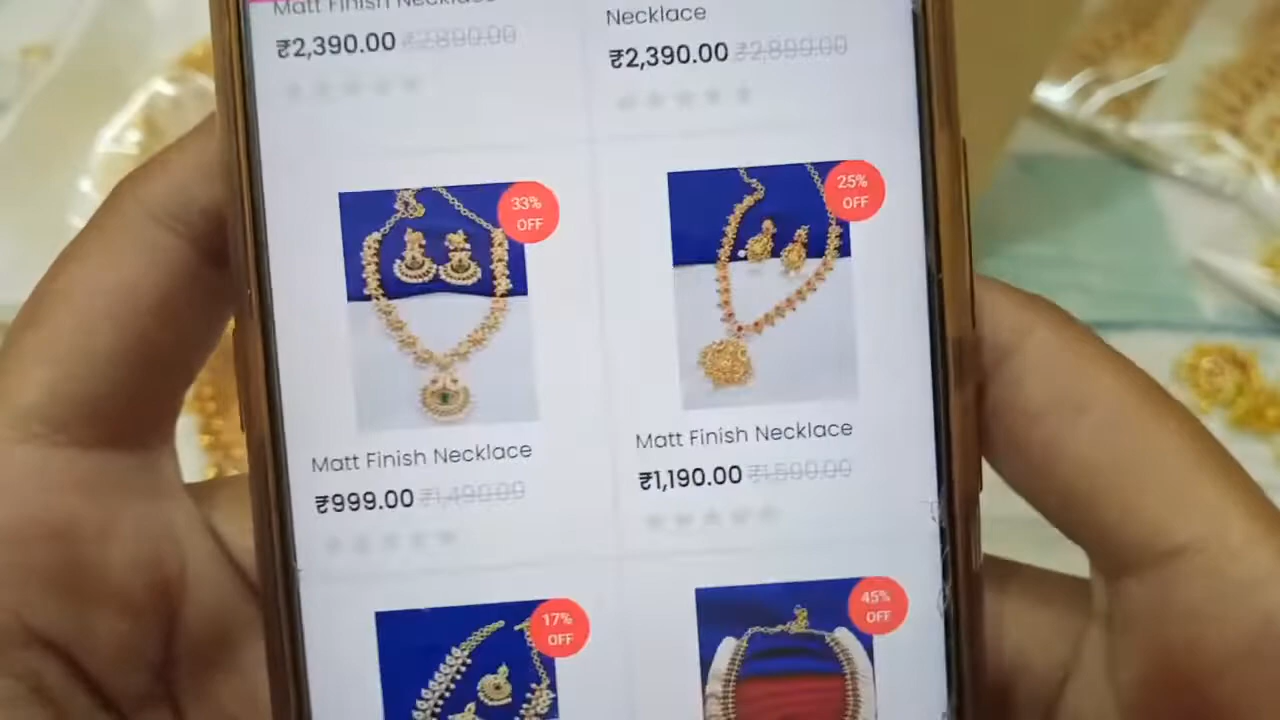 Matt Finish Necklace
₹2,390.00 ₹2,890.00
Necklace
₹2,390.00 ₹2,890.00
33%
OFF
Matt Finish Necklace
₹999.00 ₹1,490.00
25%
OFF
Matt Finish Necklace
₹1,190.00 ₹1,590.00
17%
OFF
45%
OFF